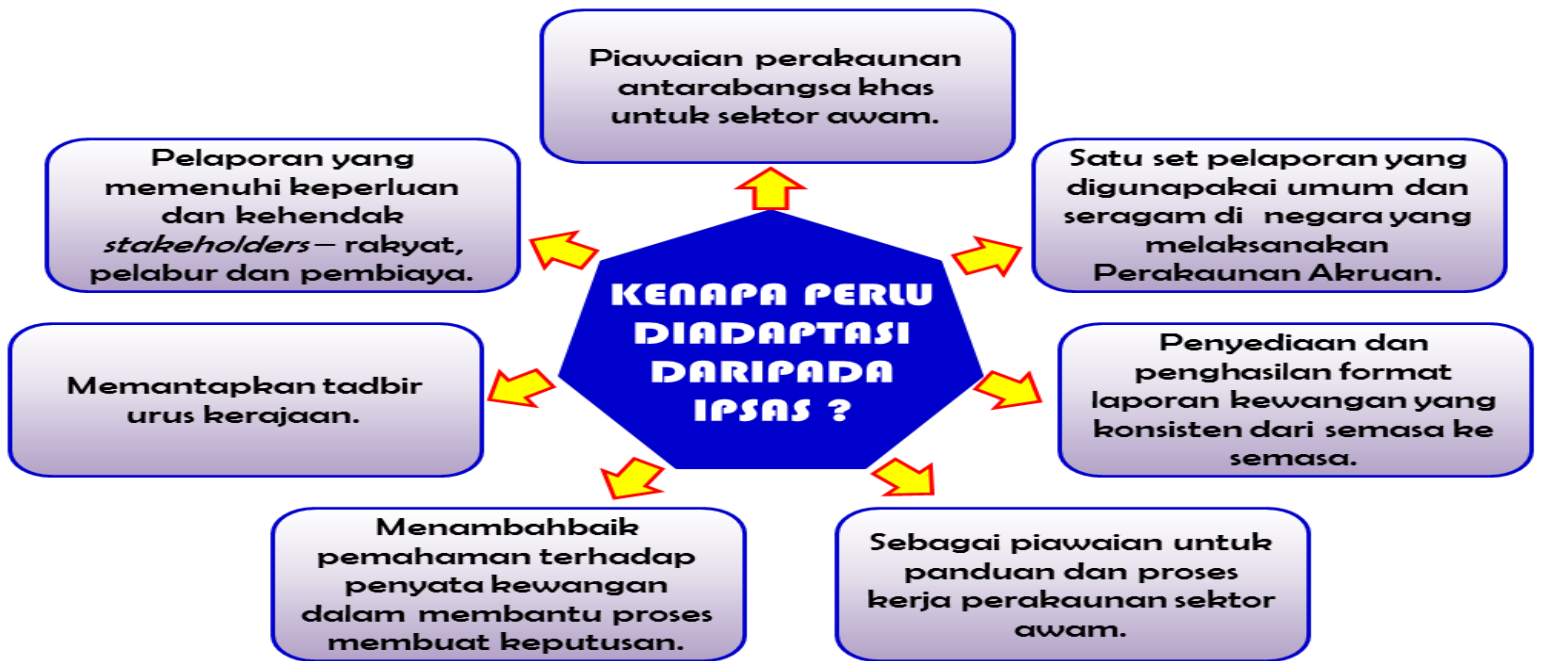 Piawaian perakaunan
antarabangsa khas
untuk sektor awam.
Satu set pelaporan yang
digunapakai umum dan
seragam di negara yang
melaksanakan
Perakaunan Akruan.
Penyediaan dan
penghasilan format
laporan kewangan yang
konsisten dari semasa ke
semasa.
Sebagai piawaian untuk
panduan dan proses
kerja perakaunan sektor
awam.
Menambahbaik
pemahaman terhadap
penyata kewangan
dalam membantu proses
membuat keputusan.
Memantapkan tadbir
urus kerajaan.
Pelaporan yang
memenuhi keperluan
dan kehendak
stakeholders – rakyat,
pelabur dan pembiaya.
KENAPA PERLU
DIADAPTASI
DARIPADA
IPSAS ?